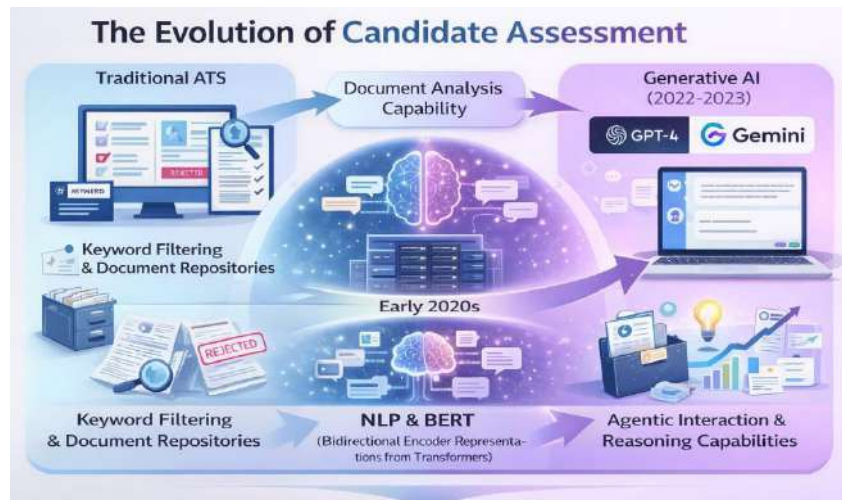 The Evolution of Candidate Assessment
Traditional ATS
REJECTED
Keyword Filtering
& Document Repositories
REJECTED
Keyword Filtering
& Document Repositories
Document Analysis
Capability
Early 2020s
NLP & BERT
(Bidirectional Encoder Representa-
tions from Transformers)
Generative AI
(2022-2023)
GPT-4
Gemini
Agentic Interaction &
Reasoning Capabilities